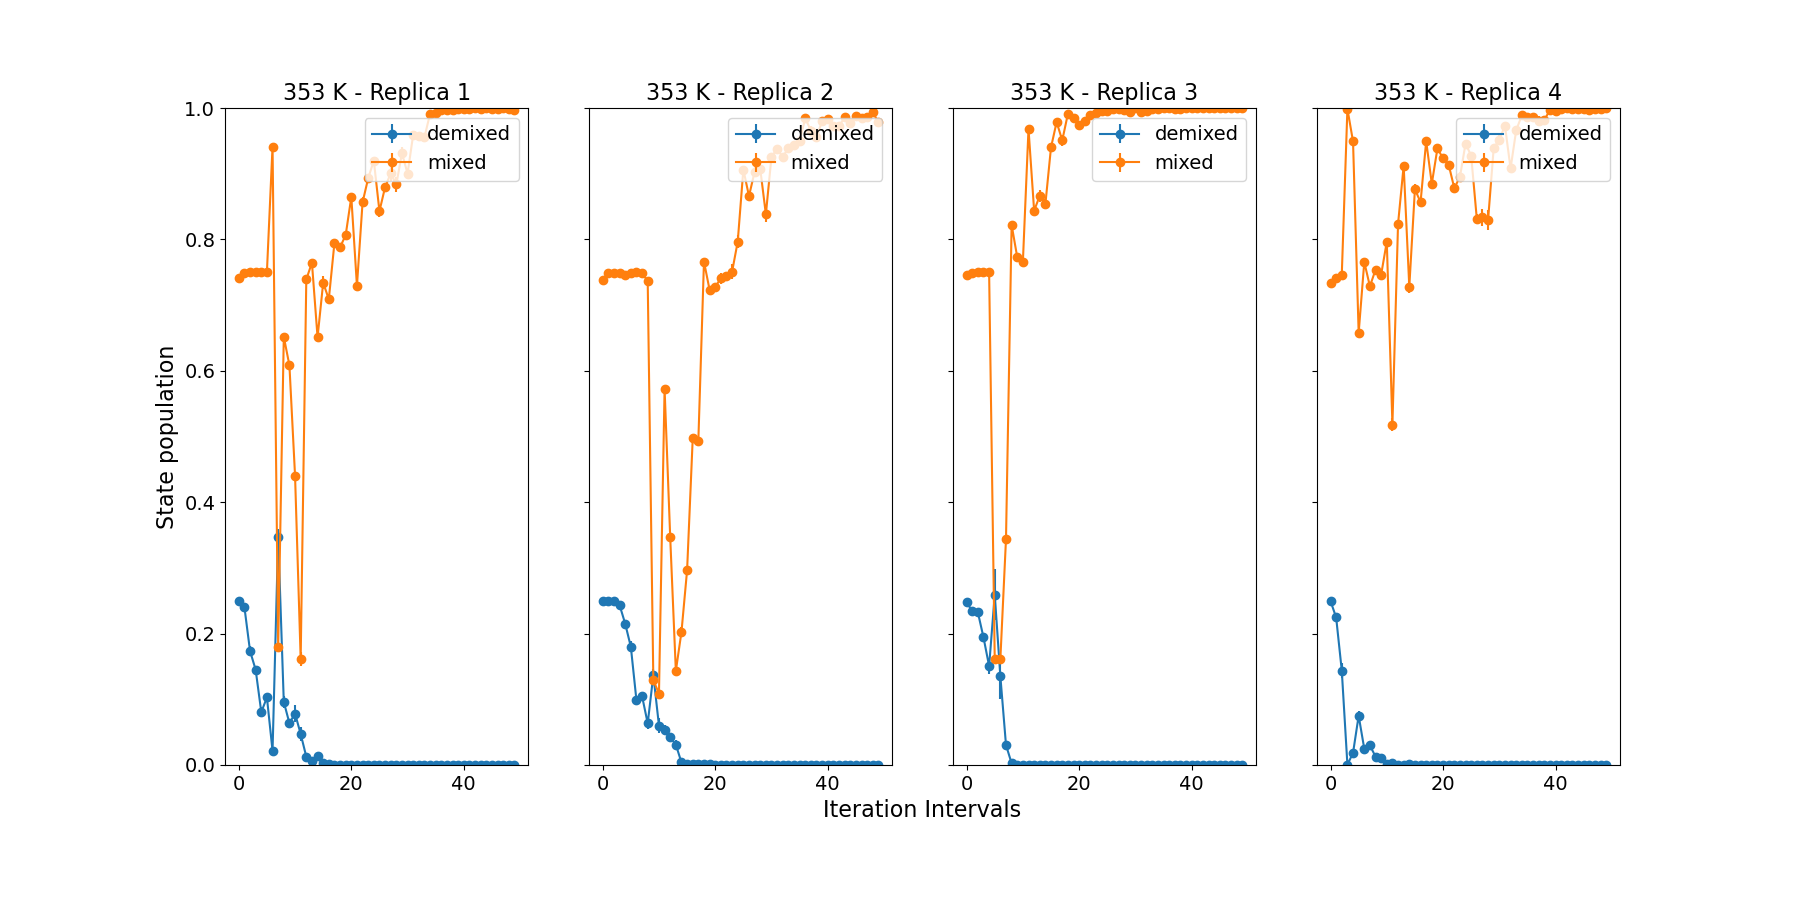 353 K - Replica 1
353 K - Replica 2
353 K - Replica 3
353 K - Replica 4
State population
1.0
0.8
0.6
0.4
0.2
0.0
demixed
mixed
demixed
mixed
demixed
mixed
demixed
mixed
0 20 40
0 20 40
0 20 40
0 20 40
Iteration Intervals